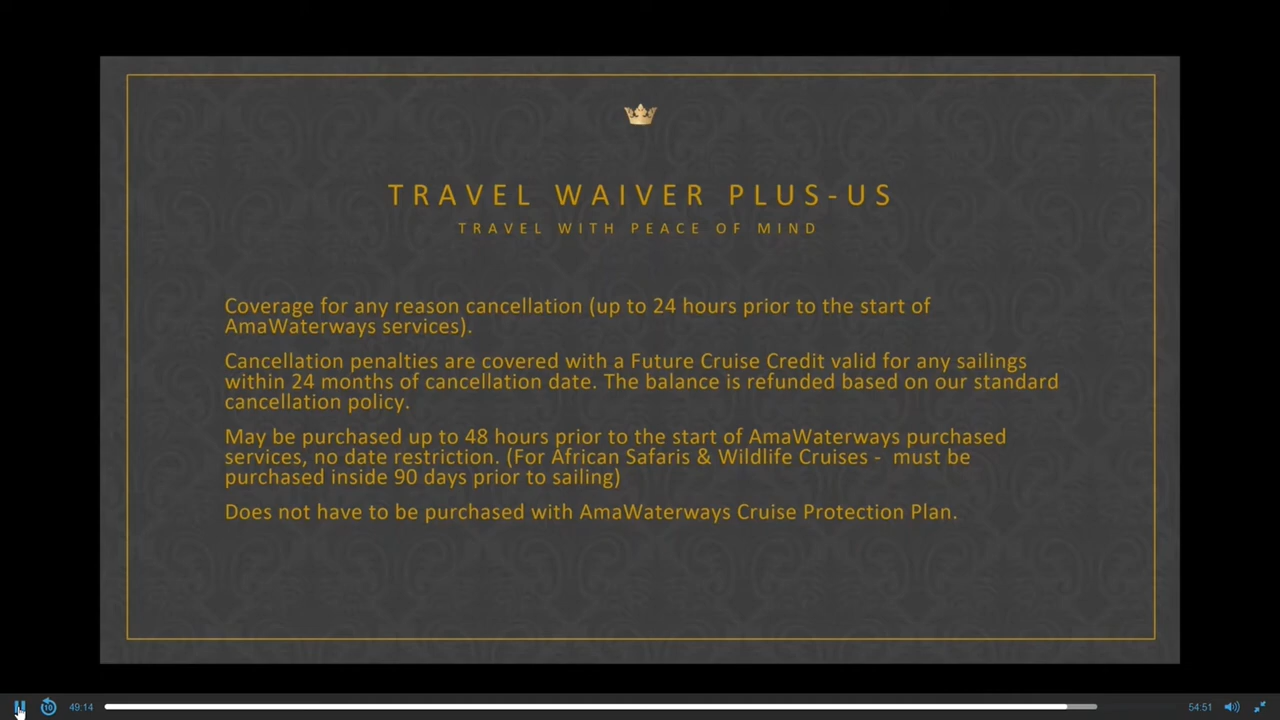 TRAVEL WAIVER PLUS-US
TRAVEL WITH PEACE OF MIND
Coverage for any reason cancellation (up to 24 hours prior to the start of
AmaWaterways services).
Cancellation penalties are covered with a Future Cruise Credit valid for any sailings
within 24 months of cancellation date. The balance is refunded based on our standard
cancellation policy.
May be purchased up to 48 hours prior to the start of AmaWaterways purchased
services, no date restriction. (For African Safaris & Wildlife Cruises - must be
purchased inside 90 days prior to sailing)
Does not have to be purchased with AmaWaterways Cruise Protection Plan.
10 49:14 54:51